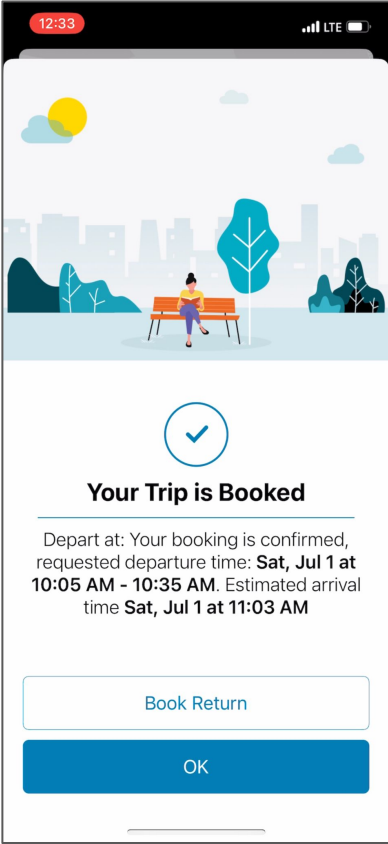 12:33
LTE
Your Trip is Booked
Depart at: Your booking is confirmed,
requested departure time: Sat, Jul 1 at
10:05 AM - 10:35 AM. Estimated arrival
time Sat, Jul 1 at 11:03 AM
Book Return
OK